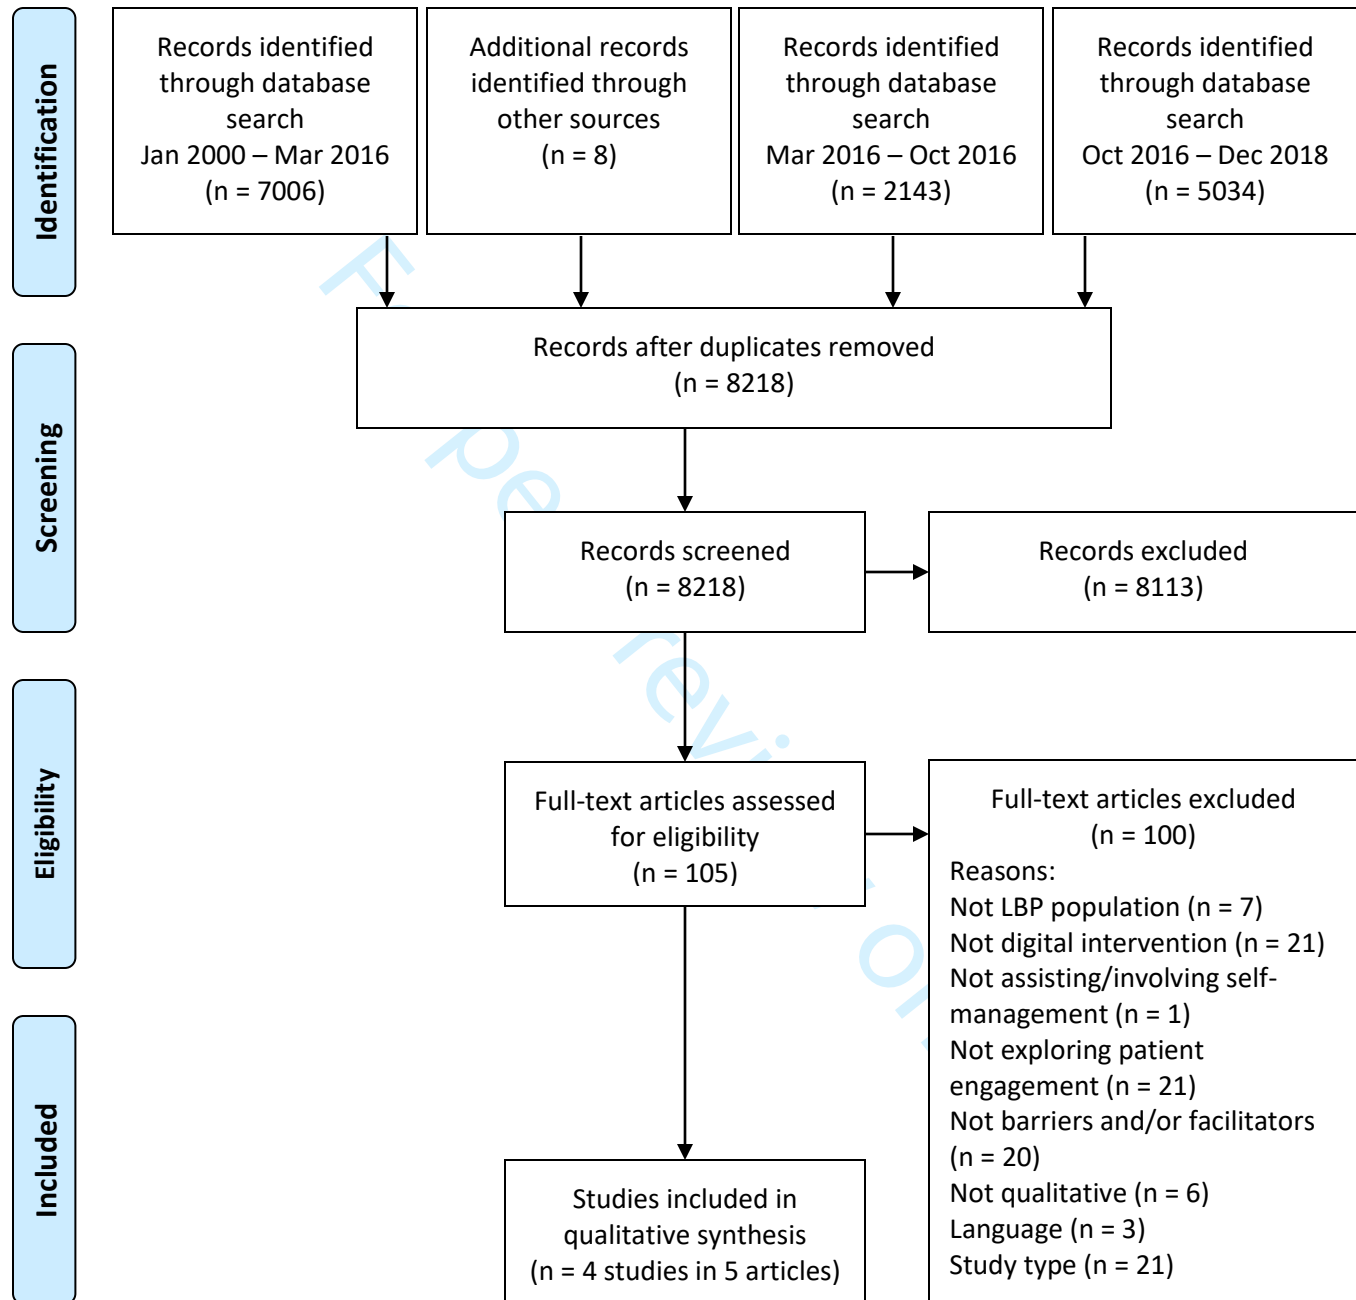 Identification
Records identified
through database
search
Jan 2000 – Mar 2016
(n = 7006)
Additional records
identified through
other sources
(n = 8)
Records identified
through database
search
Mar 2016 – Oct 2016
(n = 2143)
Records identified
through database
search
Oct 2016 – Dec 2018
(n = 5034)
Records after duplicates removed
(n = 8218)
Screening
Records screened
(n = 8218)
Records excluded
(n = 8113)
Eligibility
Full-text articles assessed
for eligibility
(n = 105)
Full-text articles excluded
(n = 100)
Reasons:
Not LBP population (n = 7)
Not digital intervention (n = 21)
Not assisting/involving self-
management (n = 1)
Not exploring patient
engagement (n = 21)
Not barriers and/or facilitators
(n = 20)
Not qualitative (n = 6)
Language (n = 3)
Study type (n = 21)
Included
Studies included in
qualitative synthesis
(n = 4 studies in 5 articles)